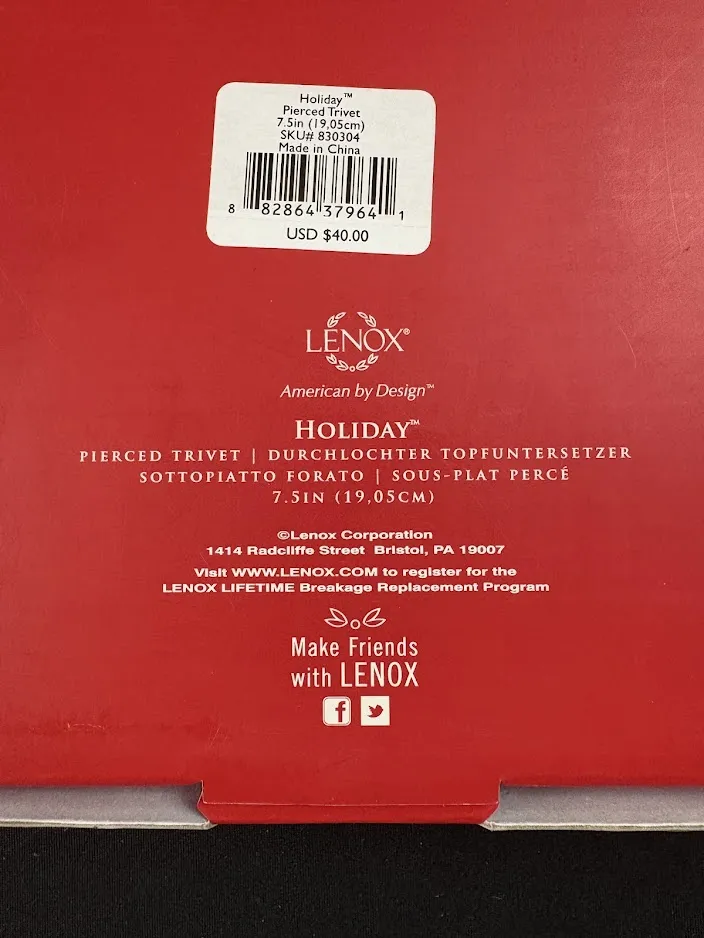 Holiday™
Pierced Trivet
7.5in (19,05cm)
SKU# 830304
Made in China
8 82864 37964 1
USD $40.00
LENOX®
American by Design™
HOLIDAY™
PIERCED TRIVET | DURCHLOCHTER TOPFUNTERSETZER
SOTTOPIATTO FORATO | SOUS-PLAT PERCÉ
7.5IN (19,05CM)
©Lenox Corporation
1414 Radcliffe Street Bristol, PA 19007
Visit WWW.LENOX.COM to register for the
LENOX LIFETIME Breakage Replacement Program
Make Friends
with LENOX
f